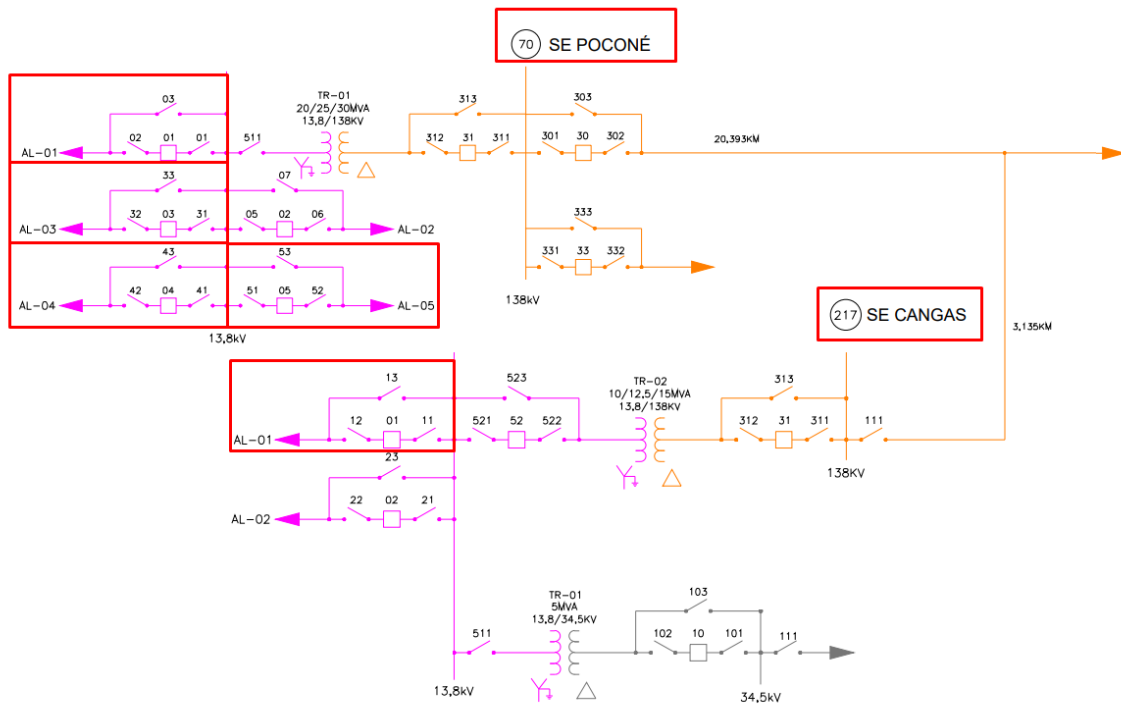 70 SE POCONÉ
TR-01
20/25/30MVA
13,8/138KV
03
02 01 01 511
AL-01
313
312 31 311
303
301 30 302
20,393KM
33
07
32 03 31
05 02 06
AL-03
AL-02
333
331 33 332
43
53
42 04 41
51 05 52
AL-04
AL-05
13,8kV
138kV
217 SE CANGAS
3,135KM
13
523
TR-02
10/12,5/15MVA
13,8/138KV
313
12 01 11
521 52 522
312 31 311 111
AL-01
138KV
23
22 02 21
AL-02
TR-01
5MVA
13,8/34,5KV
103
511
102 10 101 111
13,8kV
34,5kV